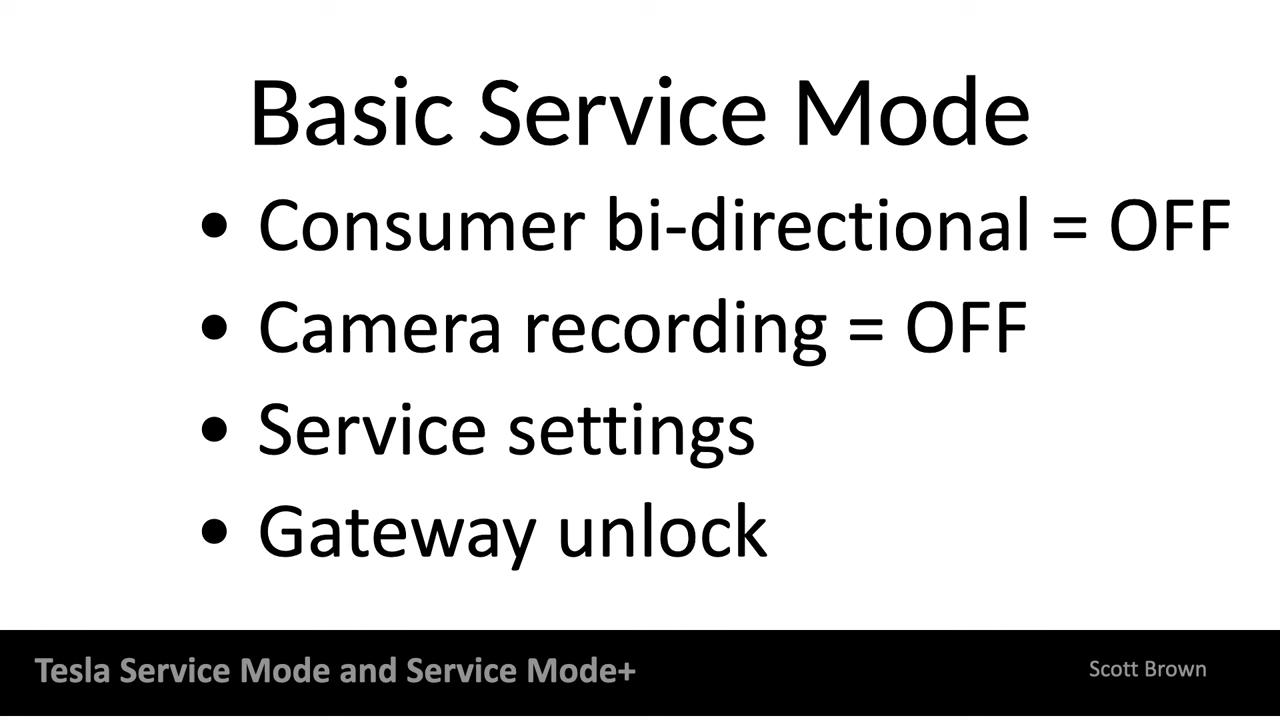 Basic Service Mode
• Consumer bi-directional = OFF
• Camera recording = OFF
• Service settings
• Gateway unlock
Tesla Service Mode and Service Mode+
Scott Brown